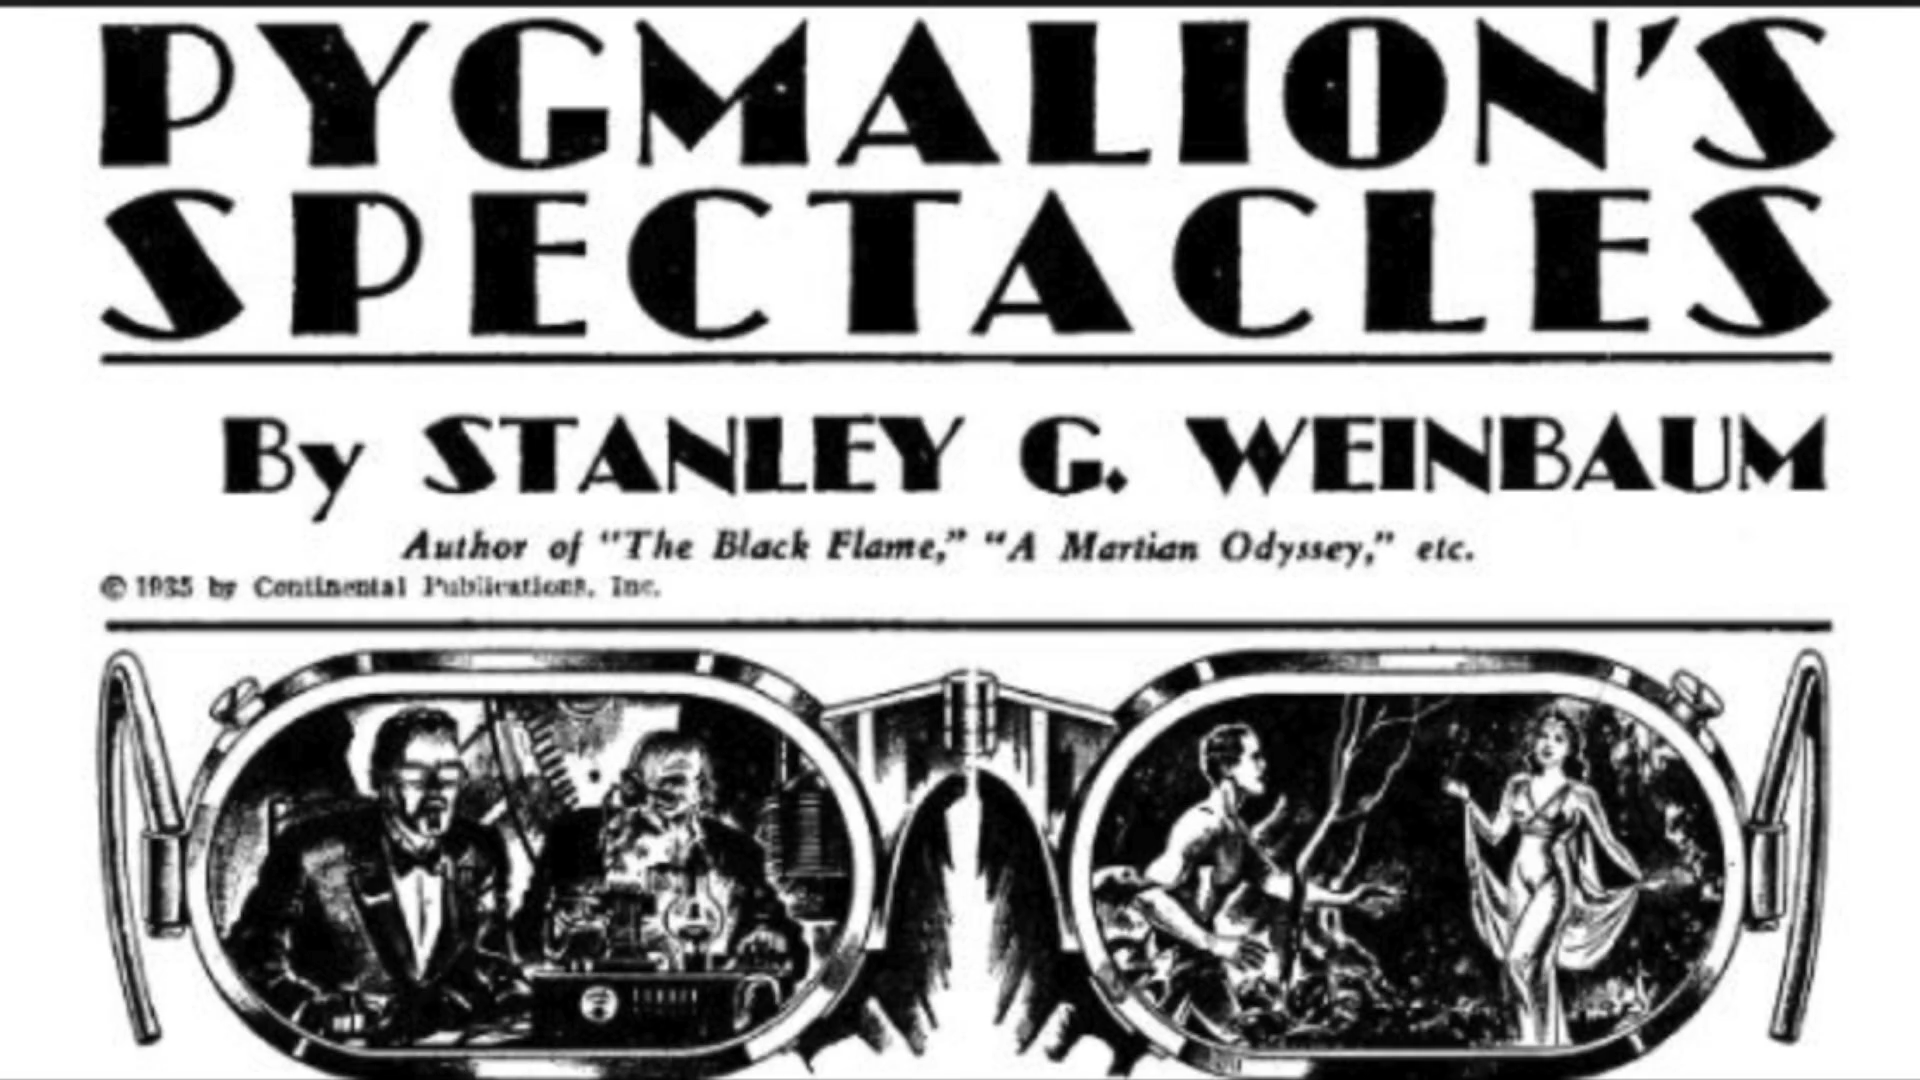 PYGMALION'S
SPECTACLES
By STANLEY G. WEINBAUM
Author of “The Black Flame,” “A Martian Odyssey,” etc.
© 1935 by Continental Publications, Inc.